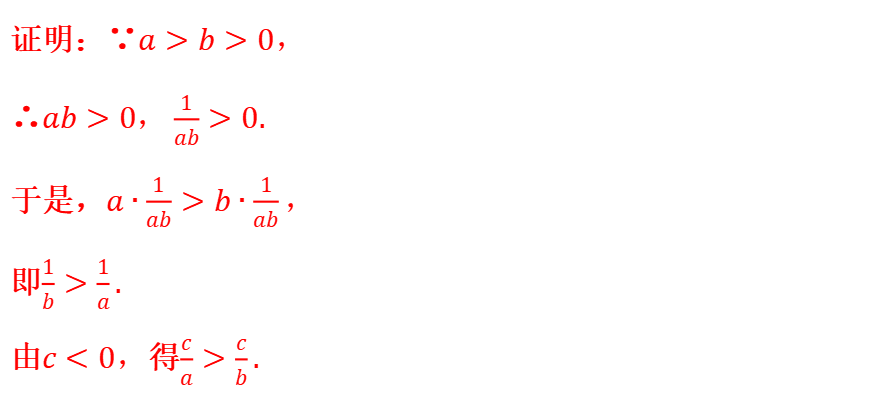 证明：∵a > b > 0，
∴ab > 0， 1/ab > 0.
于是，a · 1/ab > b · 1/ab，
即1/b > 1/a.
由c < 0，得c/a > c/b.